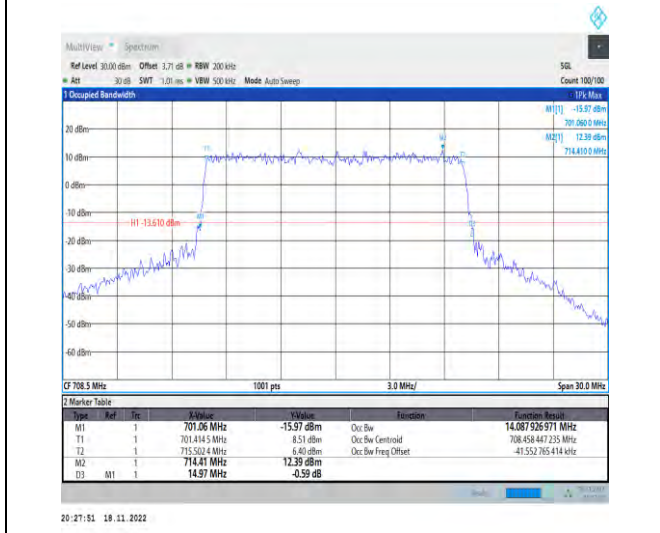 MultiView Spectrum
Ref Level 30.00 dBm Offset 3.71 dB RBW 200 kHz SGL
Att 30 dB SWT 1.01 ms VBW 500 kHz Mode Auto Sweep Count 100/100
1 Occupied Bandwidth 1Pk Max
M1[1] -15.97 dBm
701.060 0 MHz
20 dBm M2[1] 12.39 dBm
714.410 0 MHz
10 dBm
0 dBm
-10 dBm
H1 -13.610 dBm
-20 dBm
-30 dBm
-40 dBm
-50 dBm
-60 dBm
CF 708.5 MHz 1001 pts 3.0 MHz/ Span 30.0 MHz
2 Marker Table
Type Ref Trc X-Value Y-Value Function Function Result
M1 1 701.06 MHz -15.97 dBm Occ Bw 14.087 926 971 MHz
T1 1 701.414 5 MHz 8.51 dBm Occ Bw Centroid 708.458 447 235 MHz
T2 1 715.502 4 MHz 6.40 dBm Occ Bw Freq Offset -41.552 765 414 kHz
M2 1 714.41 MHz 12.39 dBm
D3 M1 1 14.97 MHz -0.59 dB
20:27:51 18.11.2022